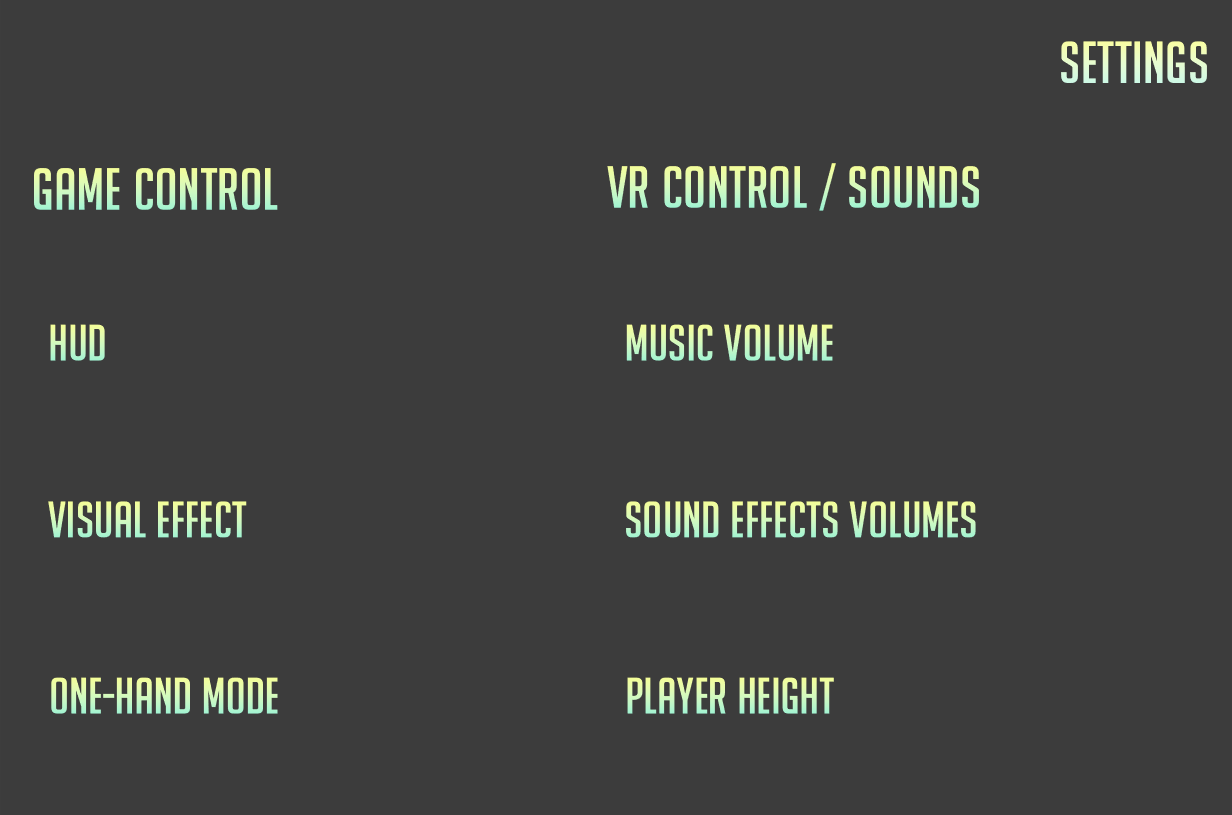 SETTINGS
GAME CONTROL
HUD
VISUAL EFFECT
ONE-HAND MODE
VR CONTROL / SOUNDS
MUSIC VOLUME
SOUND EFFECTS VOLUMES
PLAYER HEIGHT